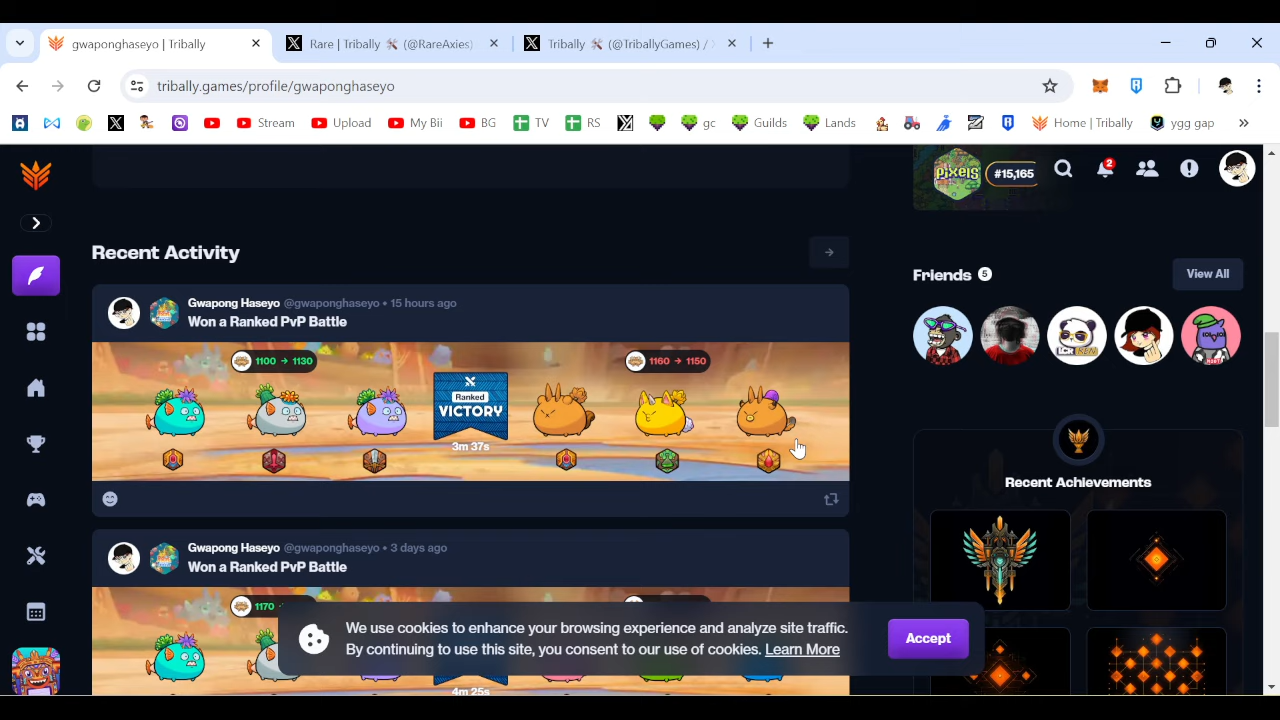 gwaponghaseyo | Tribally
Rare | Tribally 🛠 (@RareAxies)
Tribally 🛠 (@TriballyGames) /
tribally.games/profile/gwaponghaseyo
Stream
Upload
My Bii
BG
TV
RS
gc
Guilds
Lands
Home | Tribally
ygg gap
pixels
#15,165
2
Recent Activity
Friends 5
View All
Gwapong Haseyo @gwaponghaseyo • 15 hours ago
Won a Ranked PvP Battle
1100 → 1130
1160 → 1150
Ranked
VICTORY
3m 37s
Recent Achievements
Gwapong Haseyo @gwaponghaseyo • 3 days ago
Won a Ranked PvP Battle
1170
We use cookies to enhance your browsing experience and analyze site traffic.
By continuing to use this site, you consent to our use of cookies. Learn More
Accept
4m 25s